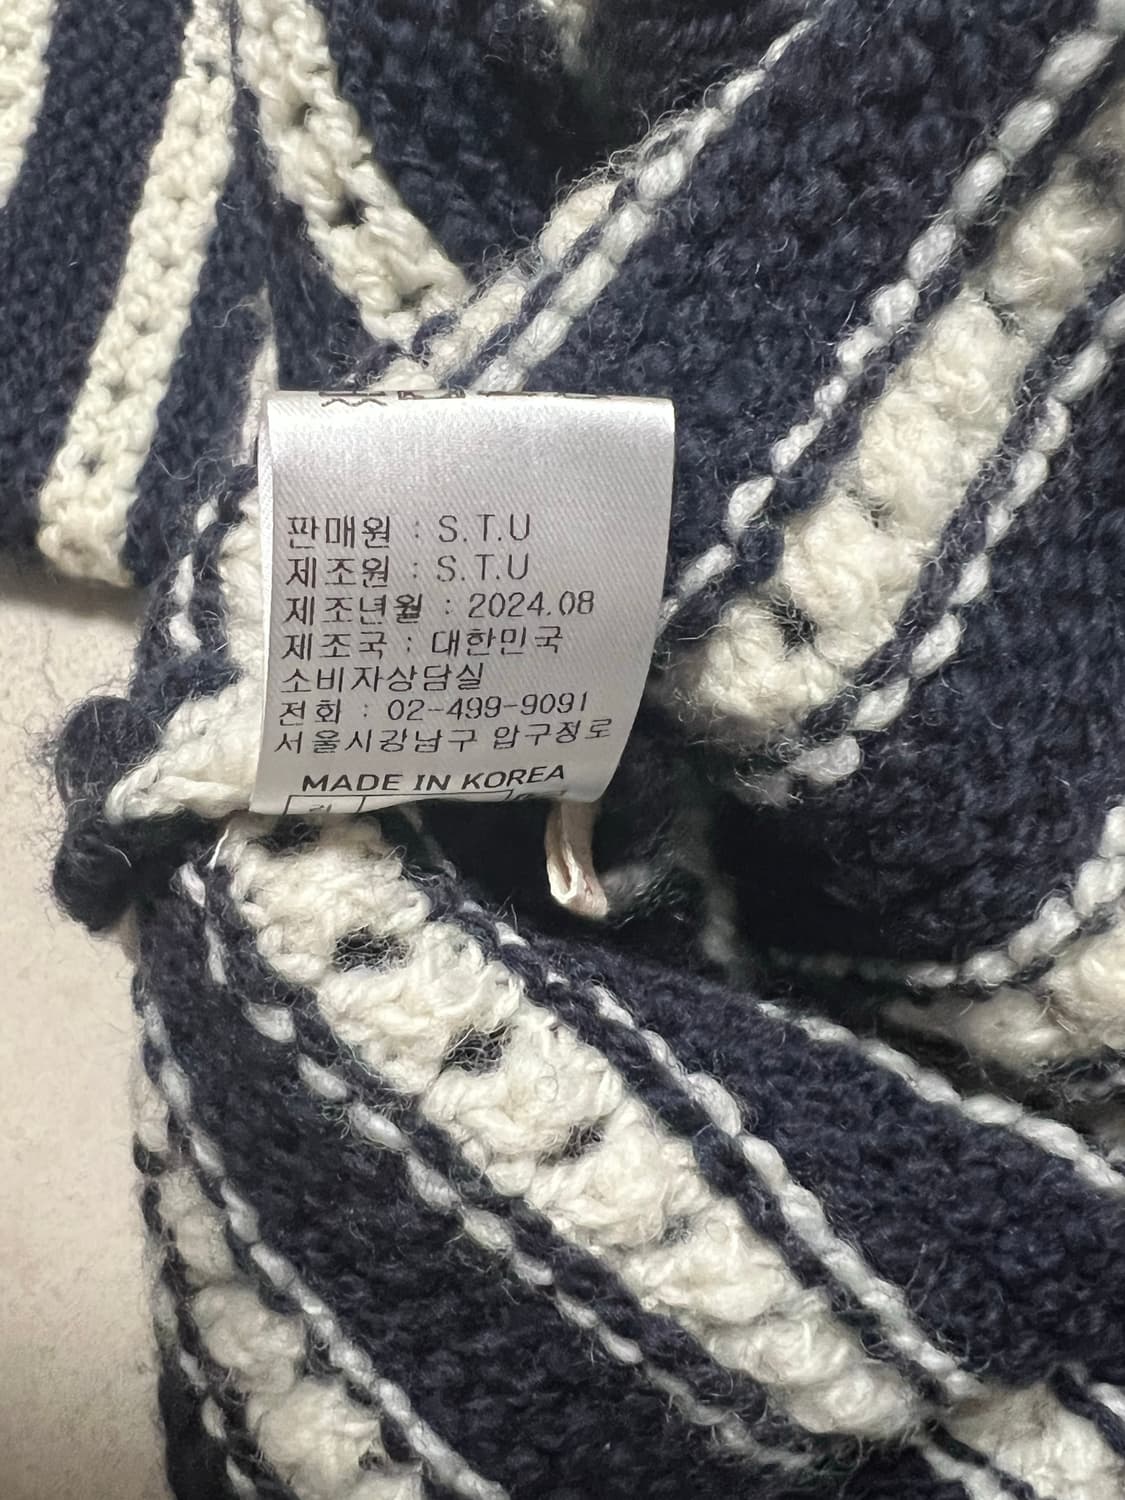 판매원 : S.T.U
제조원 : S.T.U
제조년월 : 2024.08
제조국 : 대한민국
소비자상담실
전화 : 02-499-9091
서울시강남구 압구정로
MADE IN KOREA